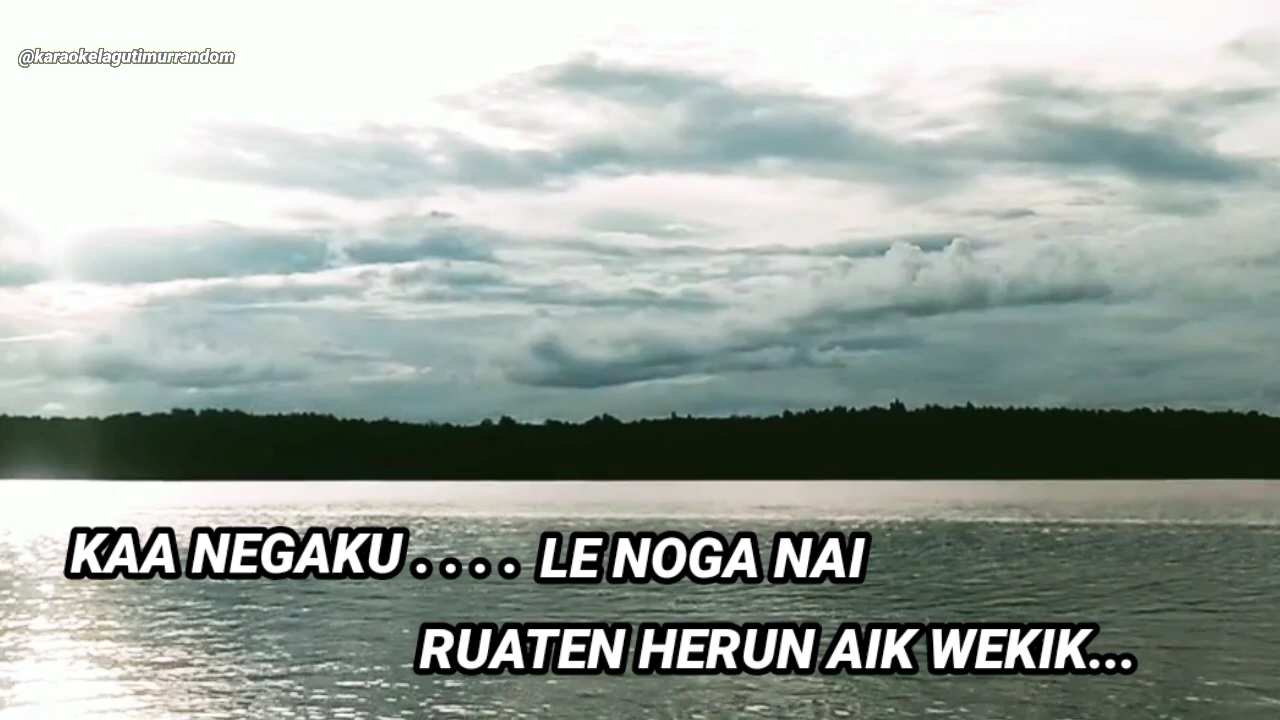 @karaokelagutimurrandom
KAA NEGAKU.... LE NOGA NAI
RUATEN HERUN AIK WEKIK...